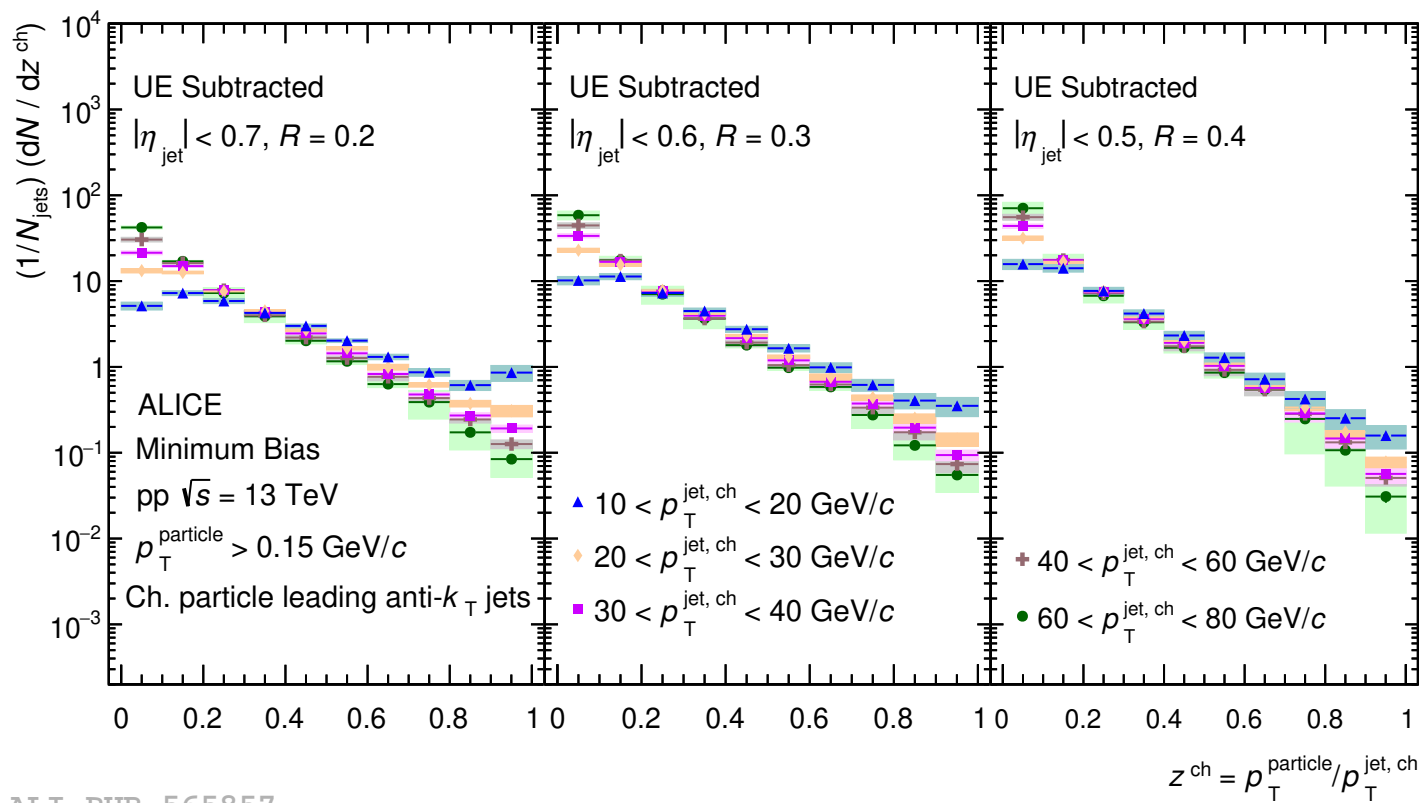 (1/N_jets) (dN / dz^ch)
10^4
10^3
10^2
10
1
10^−1
10^−2
10^−3
UE Subtracted
|η_jet| < 0.7, R = 0.2
ALICE
Minimum Bias
pp √s = 13 TeV
p_T^particle > 0.15 GeV/c
Ch. particle leading anti-k_T jets
0 0.2 0.4 0.6 0.8 1
UE Subtracted
|η_jet| < 0.6, R = 0.3
10 < p_T^jet, ch < 20 GeV/c
20 < p_T^jet, ch < 30 GeV/c
30 < p_T^jet, ch < 40 GeV/c
0 0.2 0.4 0.6 0.8 1
UE Subtracted
|η_jet| < 0.5, R = 0.4
40 < p_T^jet, ch < 60 GeV/c
60 < p_T^jet, ch < 80 GeV/c
0 0.2 0.4 0.6 0.8 1
z^ch = p_T^particle/p_T^jet, ch